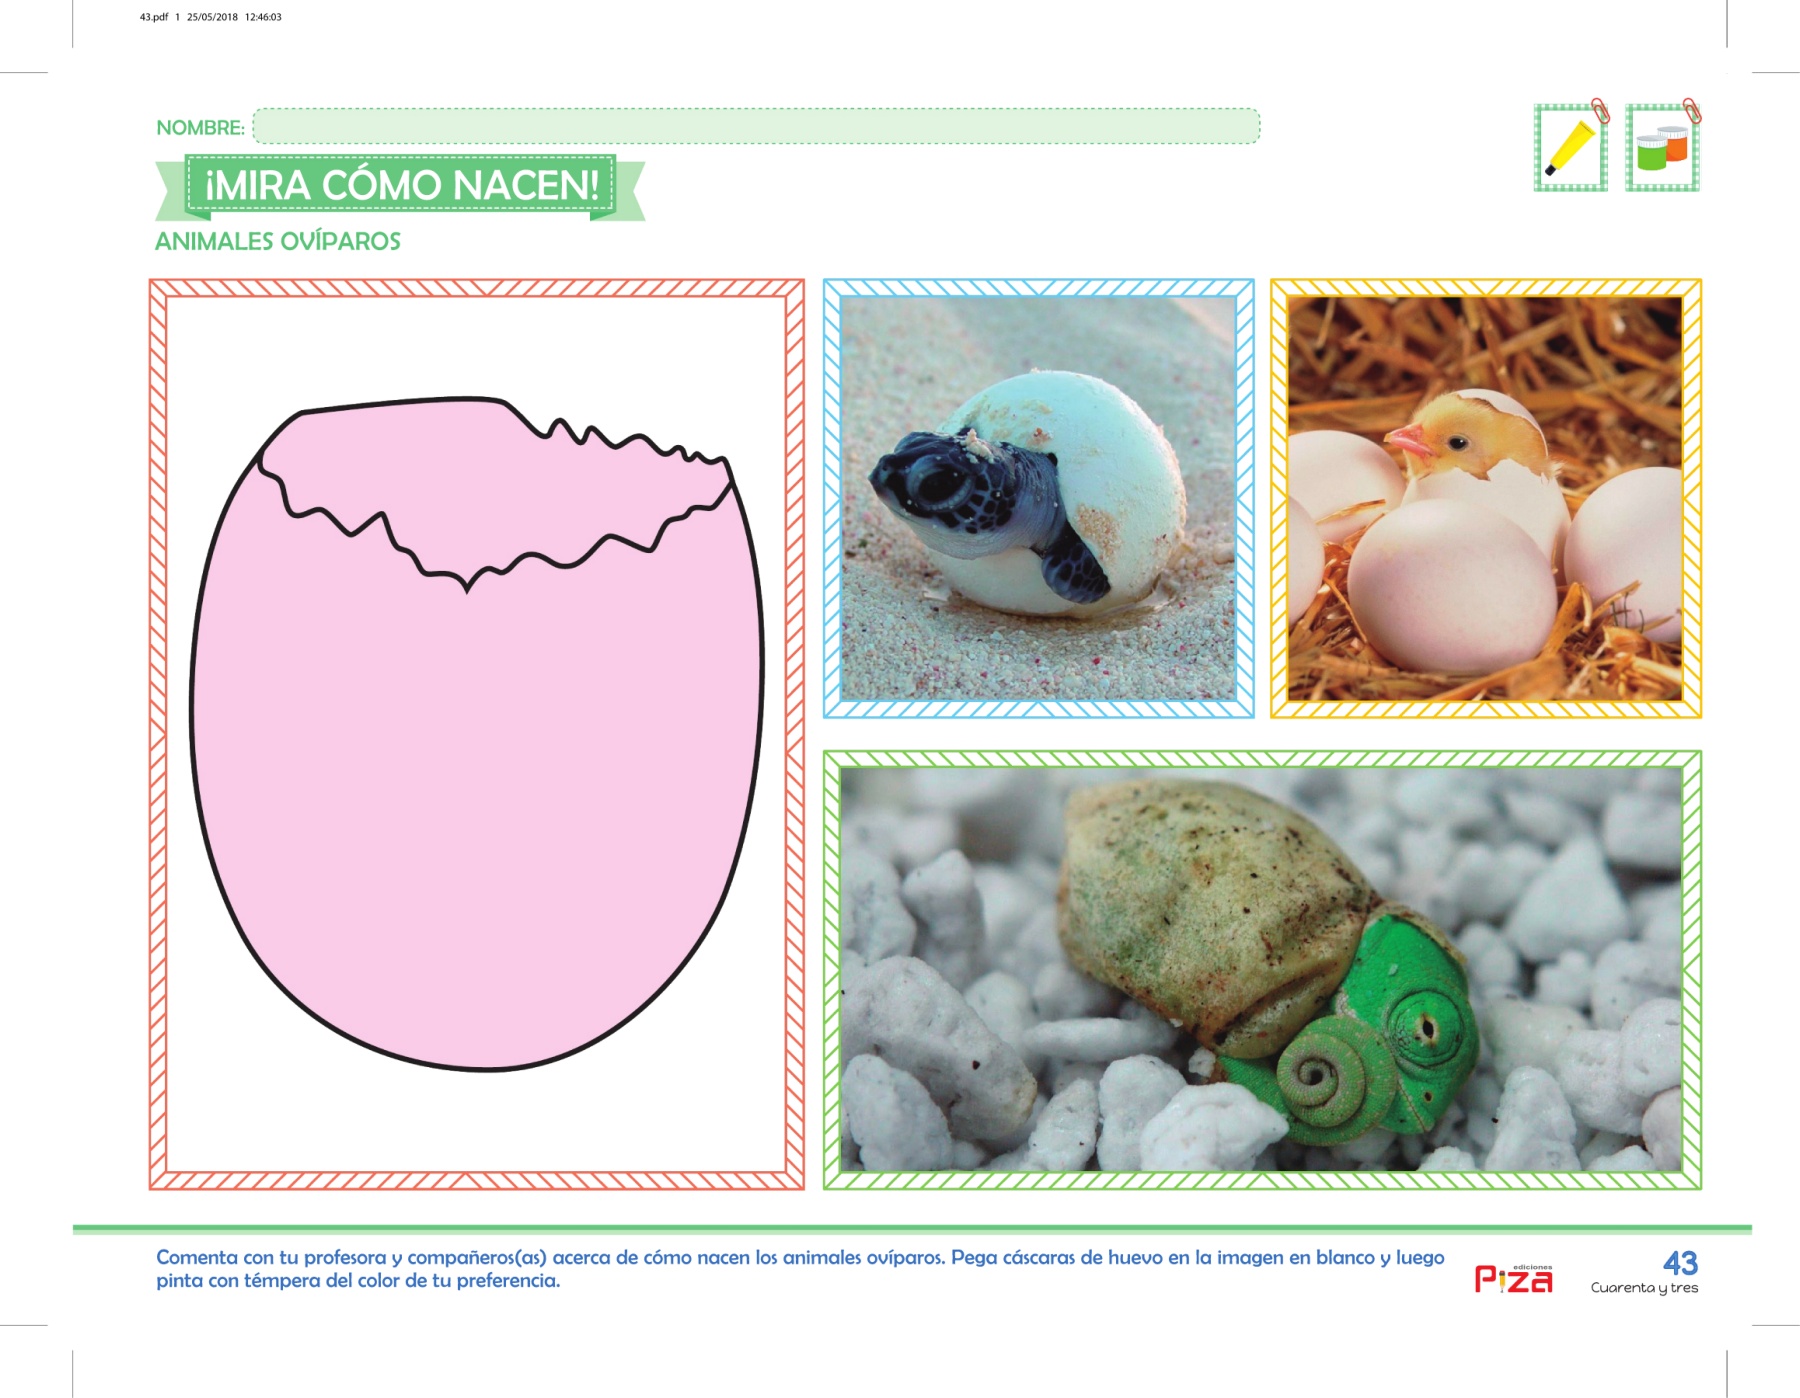 43.pdf 1 25/05/2018 12:46:03
NOMBRE:
¡MIRA CÓMO NACEN!
ANIMALES OVÍPAROS
Comenta con tu profesora y compañeros(as) acerca de cómo nacen los animales ovíparos. Pega cáscaras de huevo en la imagen en blanco y luego
pinta con témpera del color de tu preferencia.
ediciones
Piza
43
Cuarenta y tres